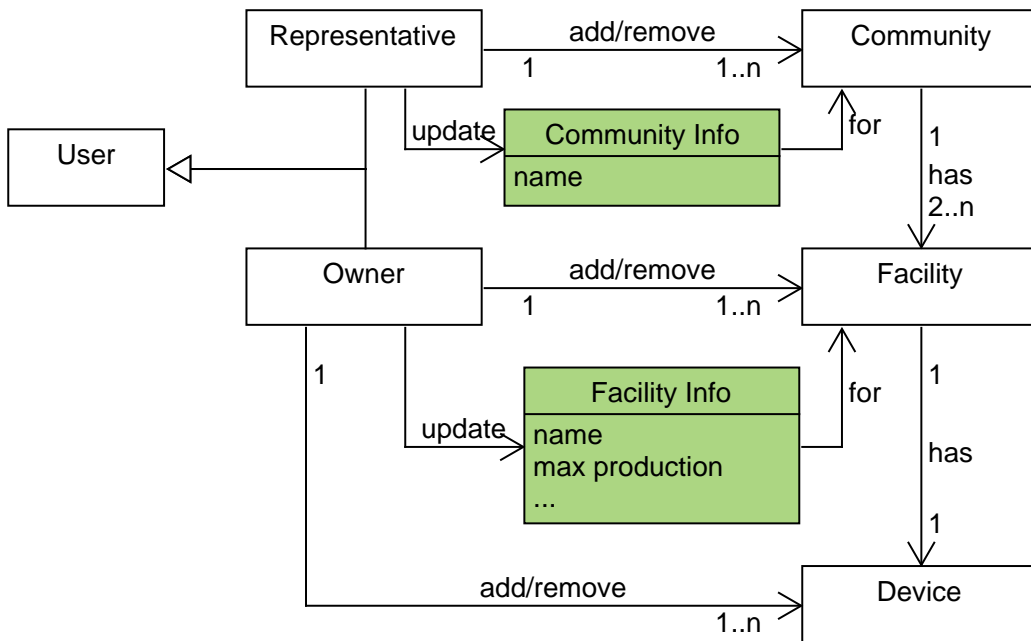 Representative
add/remove
1
1..n
Community
update
Community Info
name
for
1
has
2..n
User
Owner
add/remove
1
1..n
Facility
1
update
Facility Info
name
max production
...
for
1
has
1
add/remove
1..n
Device